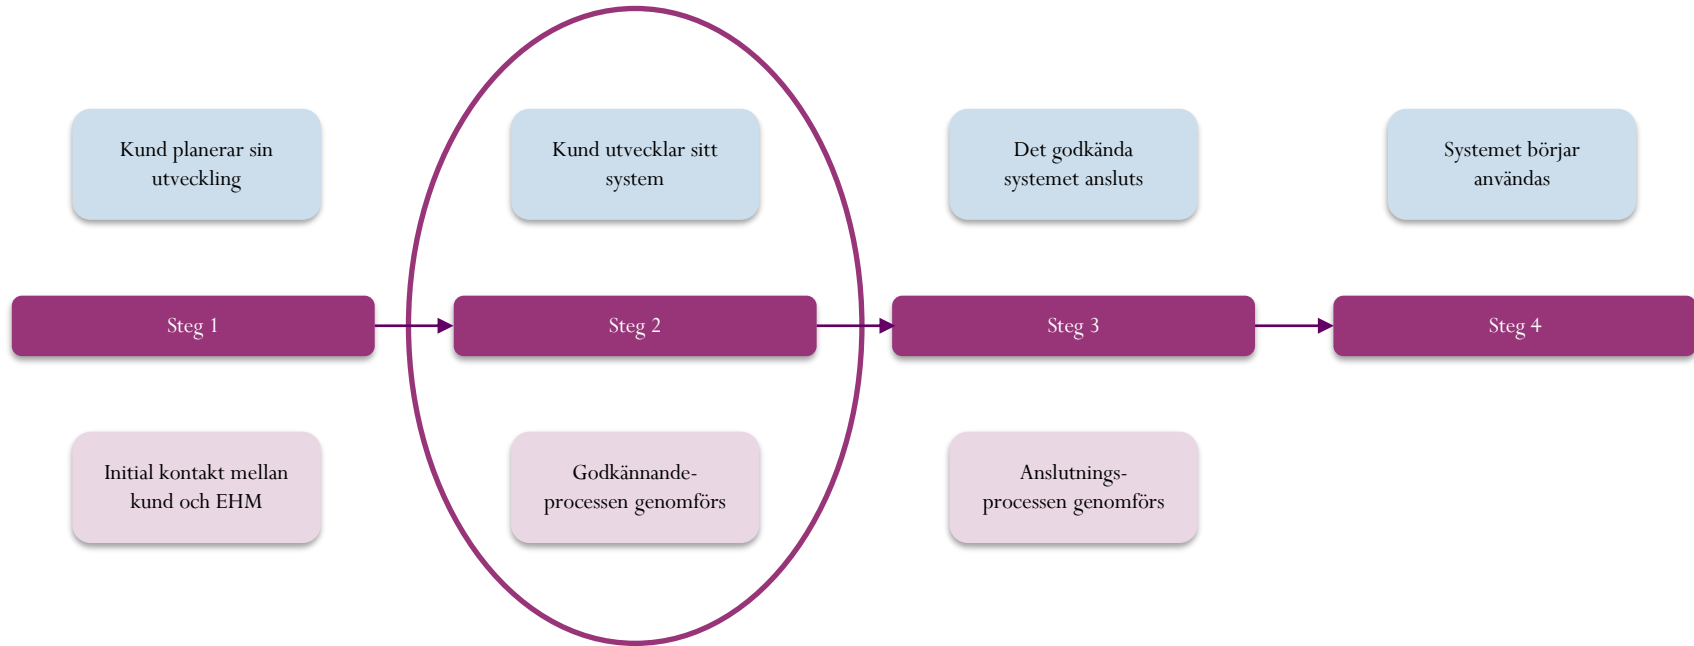 Kund planerar sin
utveckling
Kund utvecklar sitt
system
Det godkända
systemet ansluts
Systemet börjar
användas
Steg 1
Steg 2
Steg 3
Steg 4
Initial kontakt mellan
kund och EHM
Godkännande-
processen genomförs
Anslutnings-
processen genomförs